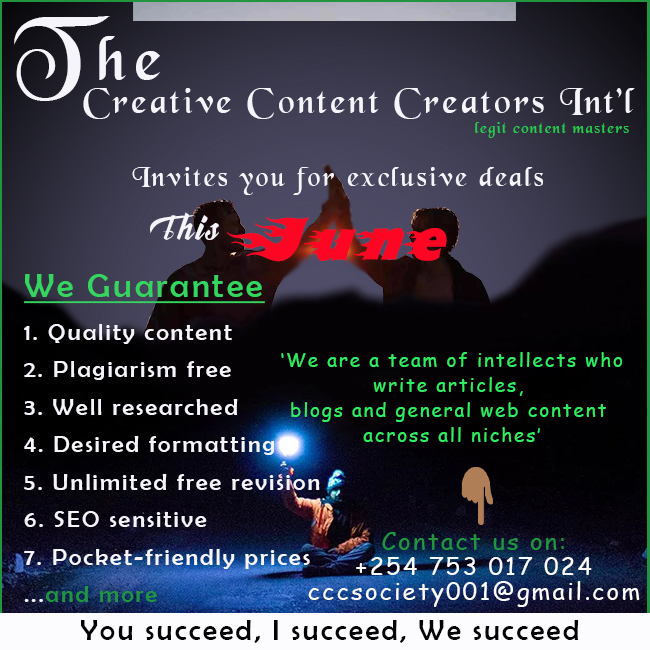 The
Creative Content Creators Int'l
legit content masters
Invites you for exclusive deals
This June
We Guarantee
1. Quality content
2. Plagiarism free
3. Well researched
4. Desired formatting
5. Unlimited free revision
6. SEO sensitive
7. Pocket-friendly prices
...and more
'We are a team of intellects who
write articles,
blogs and general web content
across all niches'
Contact us on:
+254 753 017 024
cccsociety001@gmail.com
You succeed, I succeed, We succeed